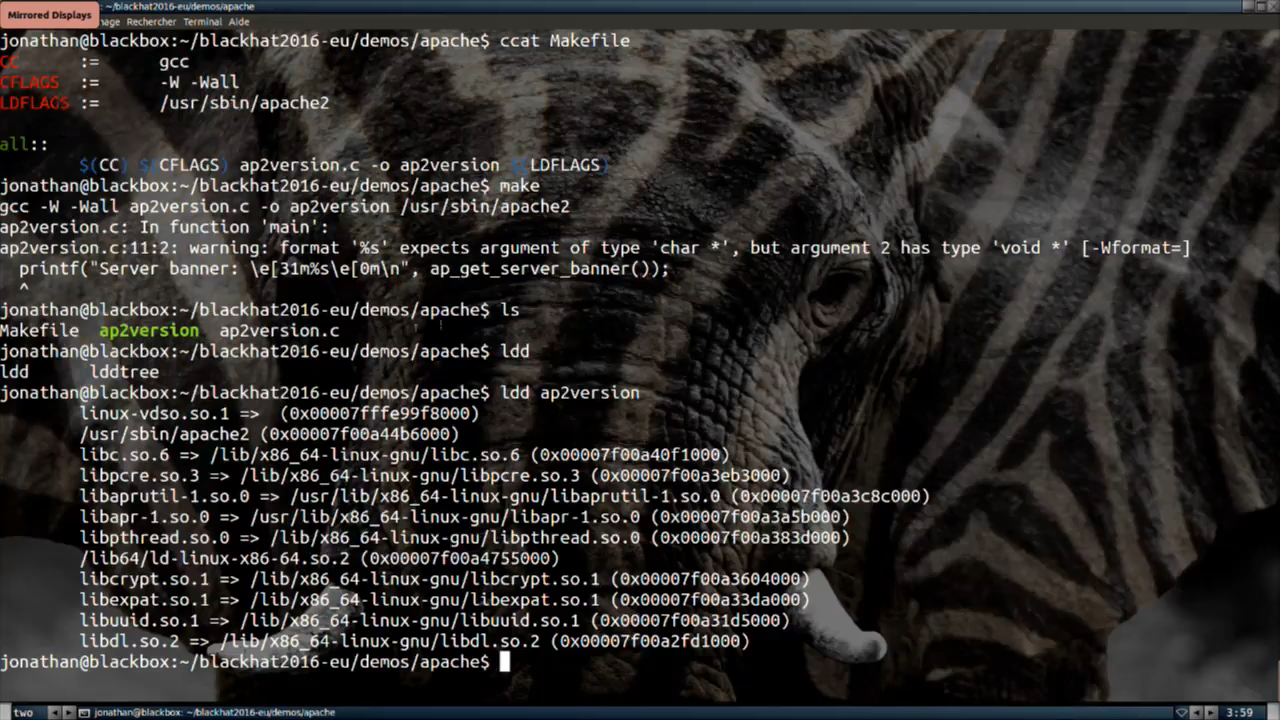 Mirrored Displays
: ~/blackhat2016-eu/demos/apache
nage Rechercher Terminal Aide
jonathan@blackbox:~/blackhat2016-eu/demos/apache$ ccat Makefile
CC := gcc
CFLAGS := -W -Wall
LDFLAGS := /usr/sbin/apache2
all::
$(CC) $(CFLAGS) ap2version.c -o ap2version $(LDFLAGS)
jonathan@blackbox:~/blackhat2016-eu/demos/apache$ make
gcc -W -Wall ap2version.c -o ap2version /usr/sbin/apache2
ap2version.c: In function 'main':
ap2version.c:11:2: warning: format '%s' expects argument of type 'char *', but argument 2 has type 'void *' [-Wformat=]
printf("Server banner: \e[31m%s\e[0m\n", ap_get_server_banner());
^
jonathan@blackbox:~/blackhat2016-eu/demos/apache$ ls
Makefile ap2version ap2version.c
jonathan@blackbox:~/blackhat2016-eu/demos/apache$ ldd
ldd lddtree
jonathan@blackbox:~/blackhat2016-eu/demos/apache$ ldd ap2version
linux-vdso.so.1 => (0x00007fffe99f8000)
/usr/sbin/apache2 (0x00007f00a44b6000)
libc.so.6 => /lib/x86_64-linux-gnu/libc.so.6 (0x00007f00a40f1000)
libpcre.so.3 => /lib/x86_64-linux-gnu/libpcre.so.3 (0x00007f00a3eb3000)
libaprutil-1.so.0 => /usr/lib/x86_64-linux-gnu/libaprutil-1.so.0 (0x00007f00a3c8c000)
libapr-1.so.0 => /usr/lib/x86_64-linux-gnu/libapr-1.so.0 (0x00007f00a3a5b000)
libpthread.so.0 => /lib/x86_64-linux-gnu/libpthread.so.0 (0x00007f00a383d000)
/lib64/ld-linux-x86-64.so.2 (0x00007f00a4755000)
libcrypt.so.1 => /lib/x86_64-linux-gnu/libcrypt.so.1 (0x00007f00a3604000)
libexpat.so.1 => /lib/x86_64-linux-gnu/libexpat.so.1 (0x00007f00a33da000)
libuuid.so.1 => /lib/x86_64-linux-gnu/libuuid.so.1 (0x00007f00a31d5000)
libdl.so.2 => /lib/x86_64-linux-gnu/libdl.so.2 (0x00007f00a2fd1000)
jonathan@blackbox:~/blackhat2016-eu/demos/apache$
two jonathan@blackbox: ~/blackhat2016-eu/demos/apache 3:59